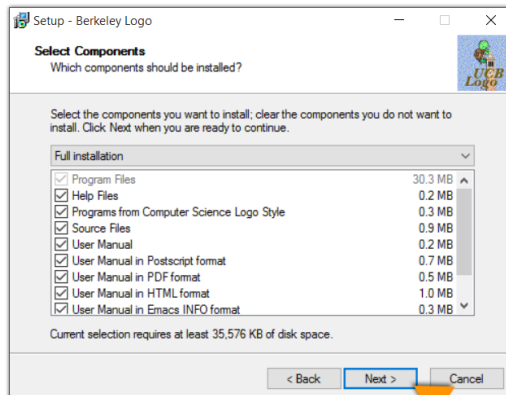 Setup - Berkeley Logo
Select Components
Which components should be installed?
UCB
Logo
Select the components you want to install; clear the components you do not want to
install. Click Next when you are ready to continue.
Full installation
Program Files 30.3 MB
Help Files 0.2 MB
Programs from Computer Science Logo Style 0.3 MB
Source Files 0.9 MB
User Manual 0.2 MB
User Manual in Postscript format 0.7 MB
User Manual in PDF format 0.5 MB
User Manual in HTML format 1.0 MB
User Manual in Emacs INFO format 0.3 MB
Current selection requires at least 35,576 KB of disk space.
< Back Next > Cancel